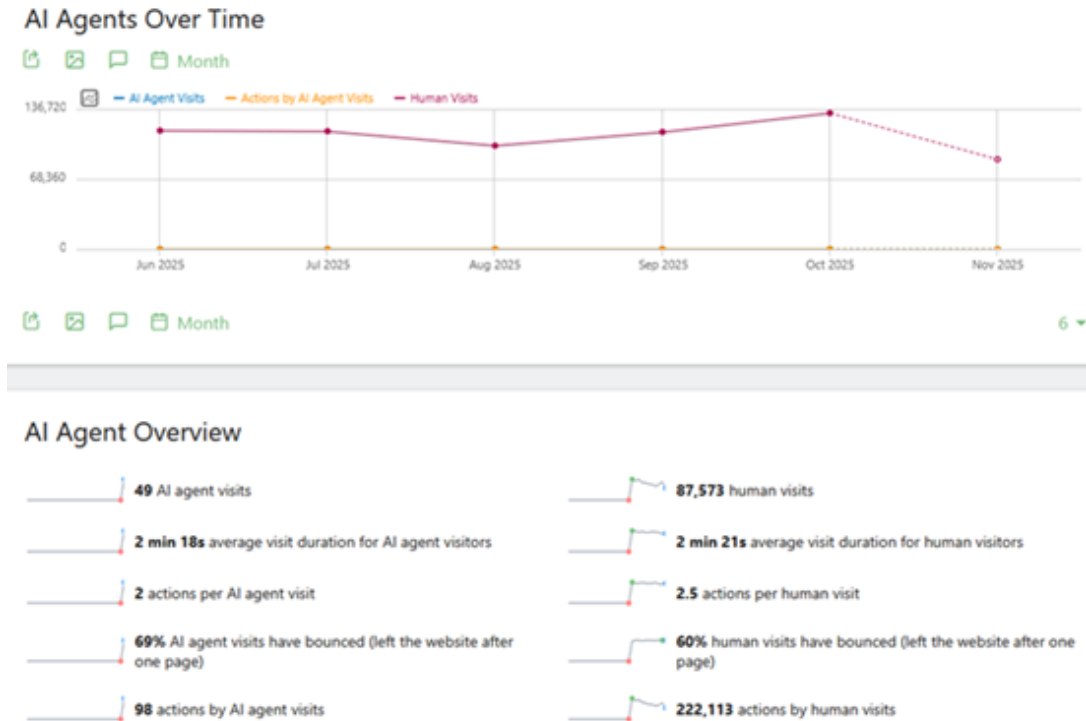 AI Agents Over Time
Month
AI Agent Visits Actions by AI Agent Visits Human Visits
136,720
68,360
0
Jun 2025 Jul 2025 Aug 2025 Sep 2025 Oct 2025 Nov 2025
Month
6
AI Agent Overview
49 AI agent visits
87,573 human visits
2 min 18s average visit duration for AI agent visitors
2 min 21s average visit duration for human visitors
2 actions per AI agent visit
2.5 actions per human visit
69% AI agent visits have bounced (left the website after
one page)
60% human visits have bounced (left the website after one
page)
98 actions by AI agent visits
222,113 actions by human visits